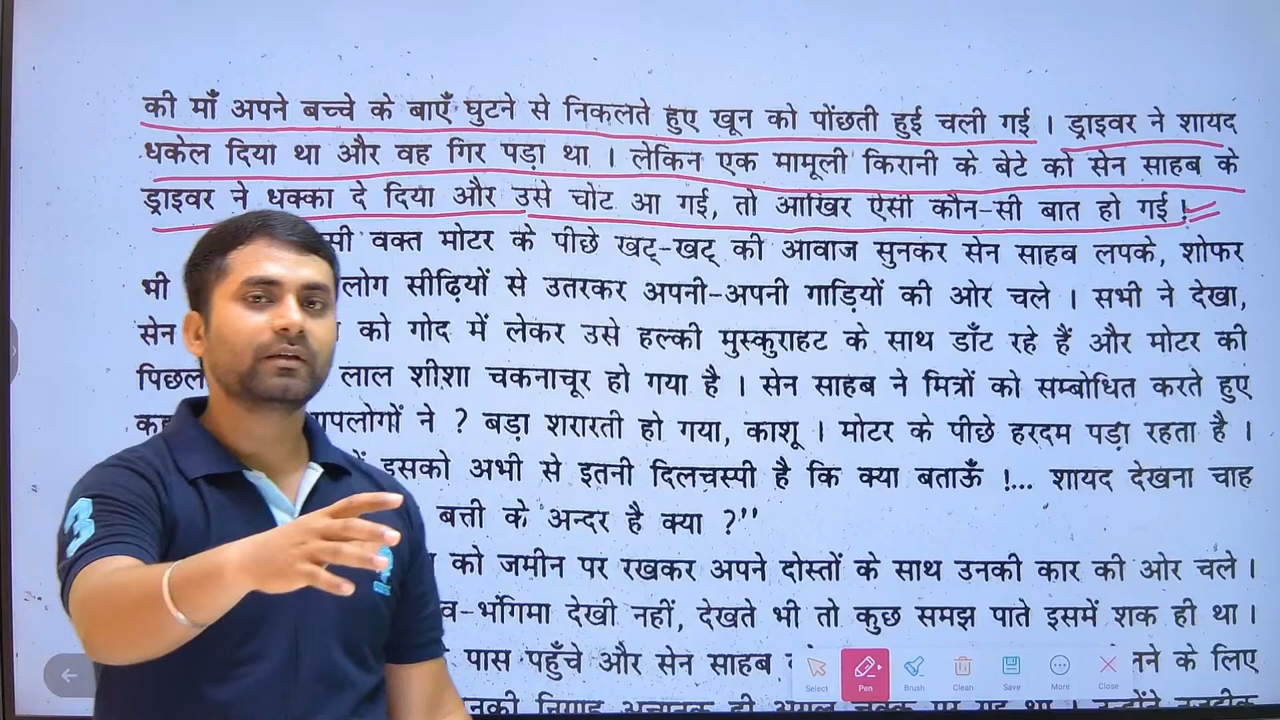 की माँ अपने बच्चे के बाएँ घुटने से निकलते हुए खून को पोंछती हुई चली गई । ड्राइवर ने शायद
धकेल दिया था और वह गिर पड़ा था । लेकिन एक मामूली किरानी के बेटे को सेन साहब के
ड्राइवर ने धक्का दे दिया और उसे चोट आ गई, तो आखिर ऐसी कौन-सी बात हो गई !
वक्त मोटर के पीछे खट्-खट् की आवाज सुनकर सेन साहब लपके, शोफर
भी लोग सीढ़ियों से उतरकर अपनी-अपनी गाड़ियों की ओर चले । सभी ने देखा,
सेन को गोद में लेकर उसे हल्की मुस्कुराहट के साथ डाँट रहे हैं और मोटर की
लाल शीशा चकनाचूर हो गया है । सेन साहब ने मित्रों को सम्बोधित करते हुए
ने ? बड़ा शरारती हो गया, काशू । मोटर के पीछे हरदम पड़ा रहता है ।
इसको अभी से इतनी दिलचस्पी है कि क्या बताऊँ !... शायद देखना चाह
बत्ती के अन्दर है क्या ?''
को जमीन पर रखकर अपने दोस्तों के साथ उनकी कार की ओर चले ।
देखी नहीं, देखते भी तो कुछ समझ पाते इसमें शक ही था ।
पास पहुँचे और सेन साहब के लिए
3
Select Pen Brush Clean Save More Close